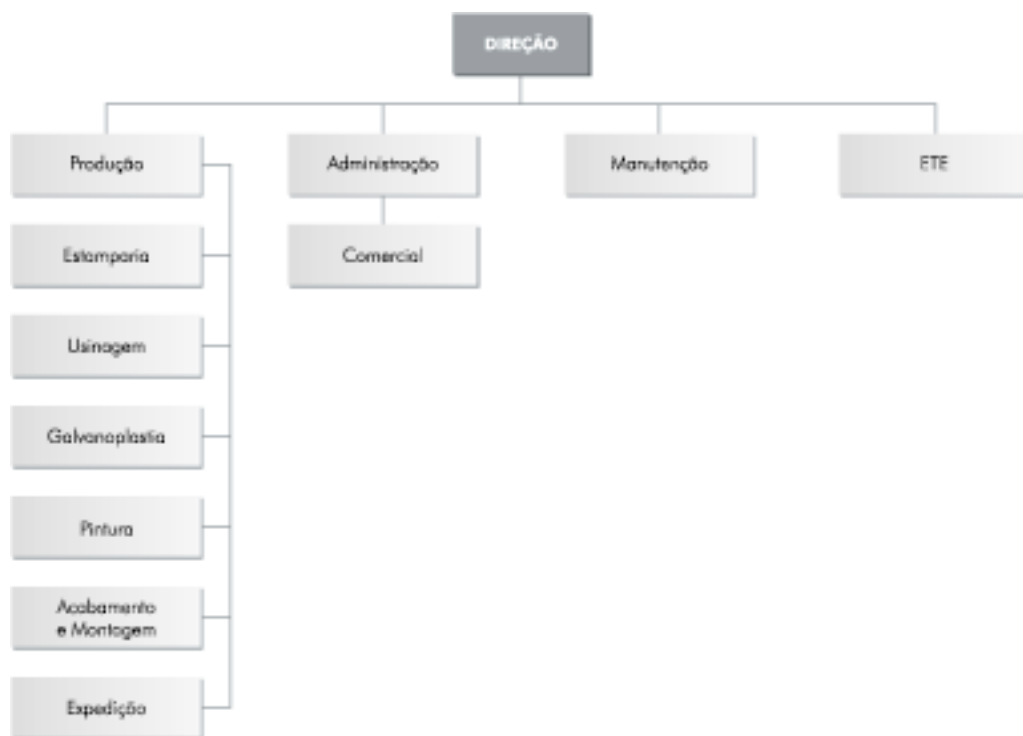 DIREÇÃO
Produção
Administração
Manutenção
ETE
Estamparia
Comercial
Usinagem
Galvanoplastia
Pintura
Acabamento
e Montagem
Expedição